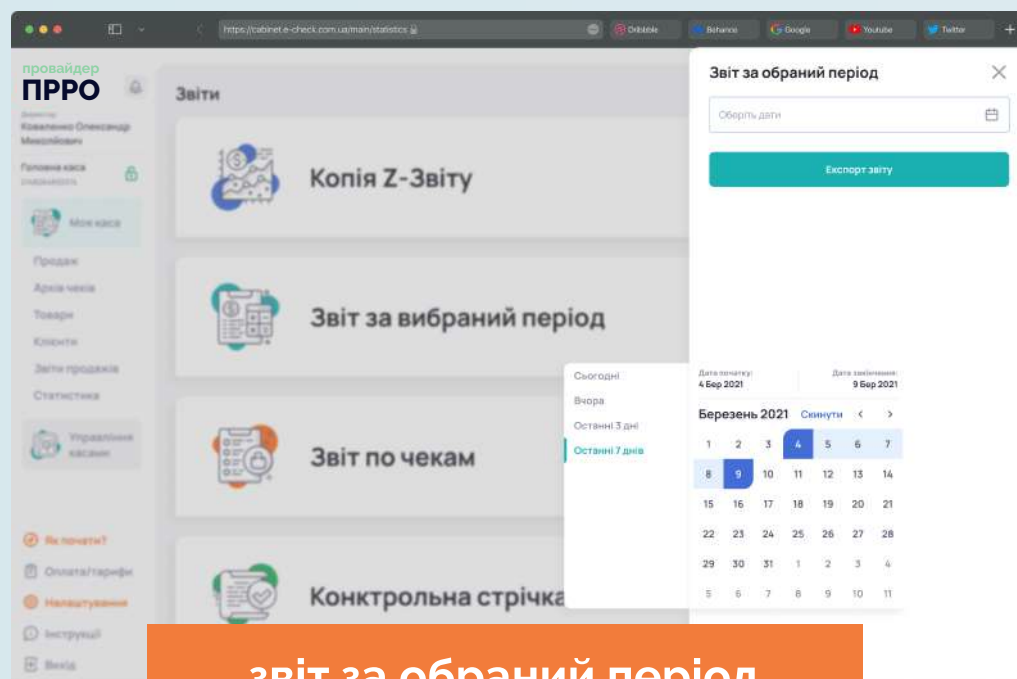 https://cabinet.e-check.com.ua/main/statistics
Dribbble
Behance
Google
Youtube
Twitter
провайдер
ПРРО
Директор
Коваленко Олександр
Миколайович
Головна каса
Моя каса
Продаж
Архів чеків
Товари
Клієнти
Звіти продажів
Статистика
Управління
касами
Як почати?
Оплата/тарифи
Налаштування
Інструкції
Вихід
Звіти
Копія Z-Звіту
Звіт за вибраний період
Звіт по чекам
Конктрольна стрічка
Звіт за обраний період
Оберіть дати
Експорт звіту
Сьогодні
Вчора
Останні 3 дні
Останні 7 днів
Дата початку: Дата закінчення:
4 Бер 2021 9 Бер 2021
Березень 2021 Скинути < >
1 2 3 4 5 6 7
8 9 10 11 12 13 14
15 16 17 18 19 20 21
22 23 24 25 26 27 28
29 30 31 1 2 3 4
5 6 7 8 9 10 11
звіт за обраний період